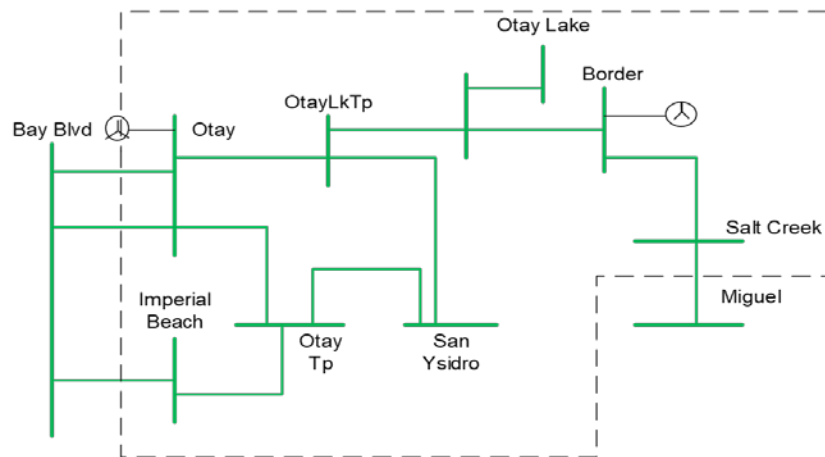 Otay Lake
Border
OtayLkTp
Bay Blvd
Otay
Salt Creek
Imperial
Beach
Miguel
Otay
Tp
San
Ysidro